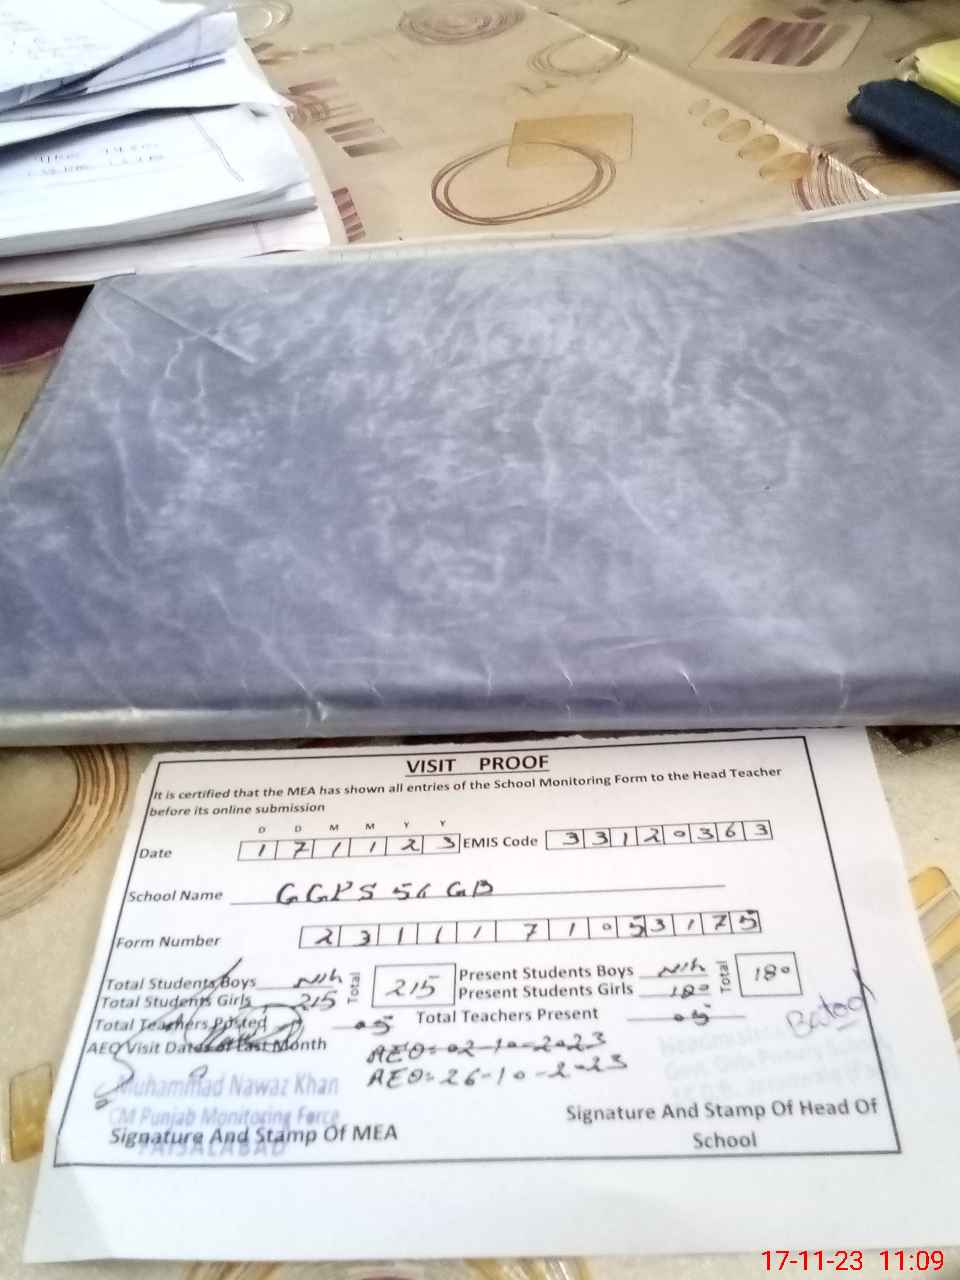 VISIT PROOF
It is certified that the MEA has shown all entries of the School Monitoring Form to the Head Teacher
before its online submission
D D M M Y Y
Date 1 7 1 1 2 3 EMIS Code 3 3 1 2 0 3 6 3
School Name GGPS 56 GB
Form Number 2 3 1 1 1 7 1 0 5 3 1 7 5
Total Students Boys Nih Total 215 Present Students Boys Nih Total 180
Total Students Girls 215 Present Students Girls 180
Total Teachers Posted 05 Total Teachers Present 05
AEO Visit Dates of Last Month AEO= 02-10-2023
AEO= 26-10-2023
Batool
Muhammad Nawaz Khan
CM Punjab Monitoring Force
FAISALABAD
Signature And Stamp Of MEA
Signature And Stamp Of Head Of
School
17-11-23 11:09